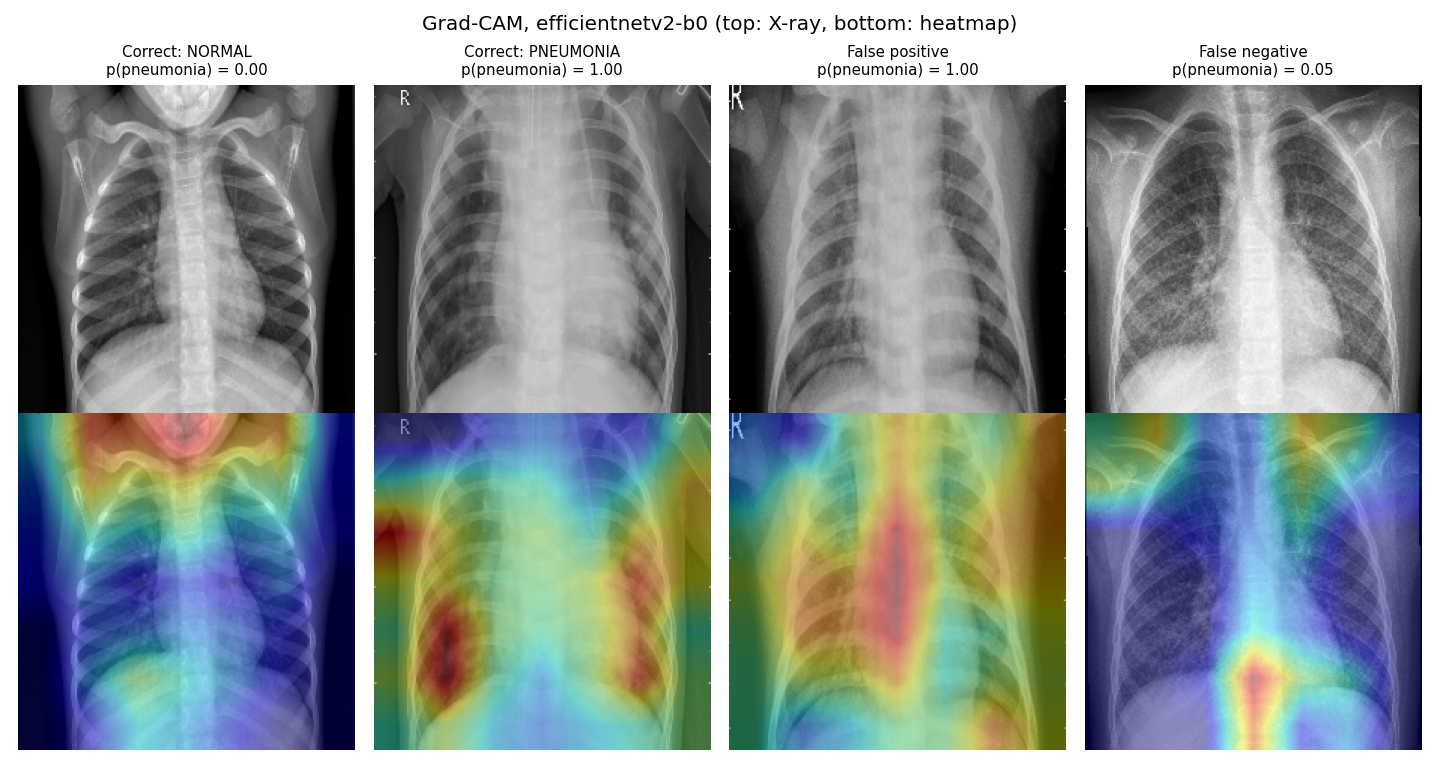 Grad-CAM, efficientnetv2-b0 (top: X-ray, bottom: heatmap)
Correct: NORMAL
p(pneumonia) = 0.00
Correct: PNEUMONIA
p(pneumonia) = 1.00
False positive
p(pneumonia) = 1.00
False negative
p(pneumonia) = 0.05
R
R
R
R